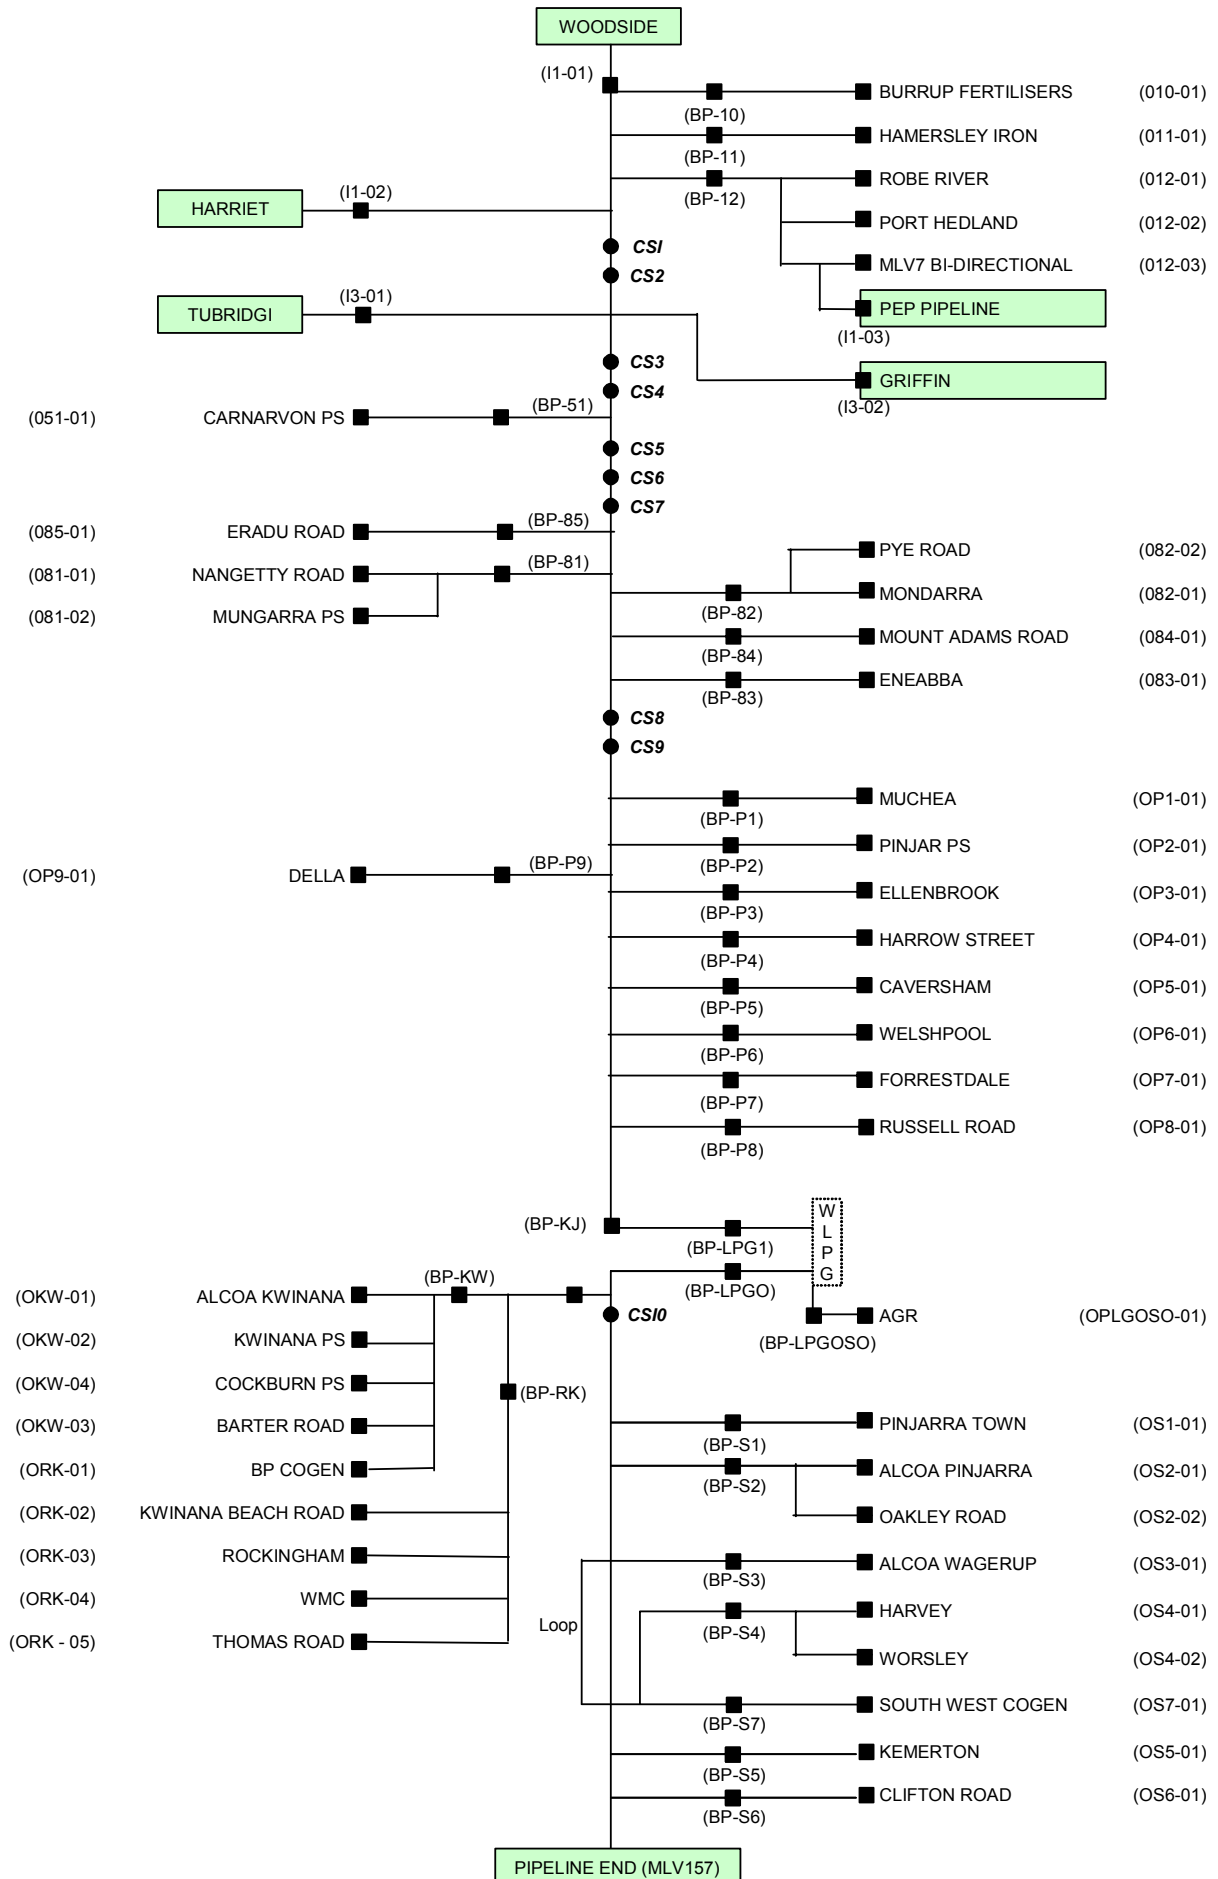 WOODSIDE
(I1-01)
BURRUP FERTILISERS (010-01)
(BP-10)
HAMERSLEY IRON (011-01)
(BP-11)
ROBE RIVER (012-01)
(BP-12)
(I1-02)
HARRIET
PORT HEDLAND (012-02)
CSI
MLV7 BI-DIRECTIONAL (012-03)
CS2
(I3-01)
TUBRIDGI
PEP PIPELINE
(I1-03)
CS3
GRIFFIN
CS4
(I3-02)
(051-01) CARNARVON PS (BP-51)
CS5
CS6
CS7
(085-01) ERADU ROAD (BP-85)
PYE ROAD (082-02)
(081-01) NANGETTY ROAD (BP-81)
MONDARRA (082-01)
(BP-82)
(081-02) MUNGARRA PS
MOUNT ADAMS ROAD (084-01)
(BP-84)
ENEABBA (083-01)
(BP-83)
CS8
CS9
MUCHEA (OP1-01)
(BP-P1)
PINJAR PS (OP2-01)
(BP-P2)
(OP9-01) DELLA (BP-P9)
ELLENBROOK (OP3-01)
(BP-P3)
HARROW STREET (OP4-01)
(BP-P4)
CAVERSHAM (OP5-01)
(BP-P5)
WELSHPOOL (OP6-01)
(BP-P6)
FORRESTDALE (OP7-01)
(BP-P7)
RUSSELL ROAD (OP8-01)
(BP-P8)
W
L
P
G
(BP-KJ)
(BP-LPG1)
(BP-LPGO)
(BP-KW)
(OKW-01) ALCOA KWINANA
CSI0
AGR (OPLGOSO-01)
(BP-LPGOSO)
(OKW-02) KWINANA PS
(OKW-04) COCKBURN PS
(BP-RK)
(OKW-03) BARTER ROAD
PINJARRA TOWN (OS1-01)
(BP-S1)
(ORK-01) BP COGEN
ALCOA PINJARRA (OS2-01)
(BP-S2)
(ORK-02) KWINANA BEACH ROAD
OAKLEY ROAD (OS2-02)
(ORK-03) ROCKINGHAM
ALCOA WAGERUP (OS3-01)
(BP-S3)
(ORK-04) WMC
HARVEY (OS4-01)
Loop
(BP-S4)
(ORK - 05) THOMAS ROAD
WORSLEY (OS4-02)
SOUTH WEST COGEN (OS7-01)
(BP-S7)
KEMERTON (OS5-01)
(BP-S5)
CLIFTON ROAD (OS6-01)
(BP-S6)
PIPELINE END (MLV157)